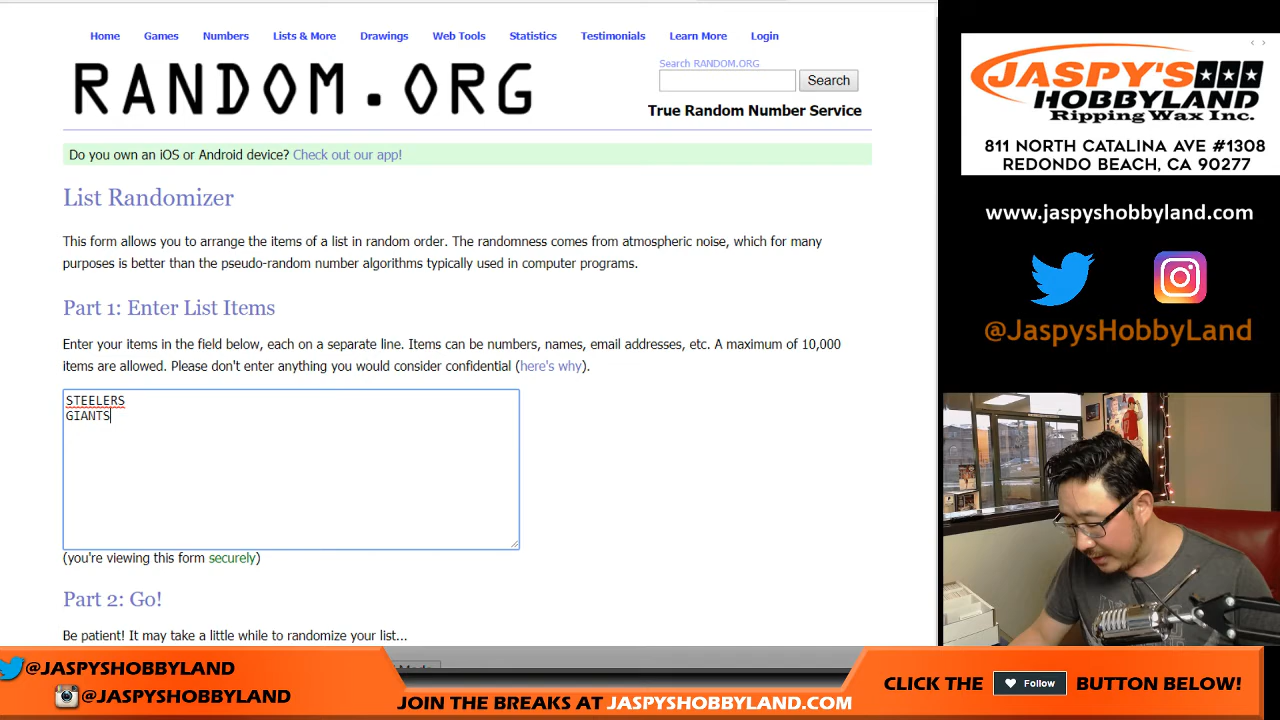 Home Games Numbers Lists & More Drawings Web Tools Statistics Testimonials Learn More Login
RANDOM.ORG
Search RANDOM.ORG
Search
True Random Number Service
Do you own an iOS or Android device? Check out our app!
List Randomizer
This form allows you to arrange the items of a list in random order. The randomness comes from atmospheric noise, which for many
purposes is better than the pseudo-random number algorithms typically used in computer programs.
Part 1: Enter List Items
Enter your items in the field below, each on a separate line. Items can be numbers, names, email addresses, etc. A maximum of 10,000
items are allowed. Please don't enter anything you would consider confidential (here's why).
STEELERS
GIANTS
(you're viewing this form securely)
Part 2: Go!
Be patient! It may take a little while to randomize your list...
JASPY'S
HOBBYLAND
Ripping Wax Inc.
811 NORTH CATALINA AVE #1308
REDONDO BEACH, CA 90277
www.jaspyshobbyland.com
@JaspysHobbyLand
@JASPYSHOBBYLAND
@JASPYSHOBBYLAND
JOIN THE BREAKS AT JASPYSHOBBYLAND.COM
CLICK THE Follow BUTTON BELOW!